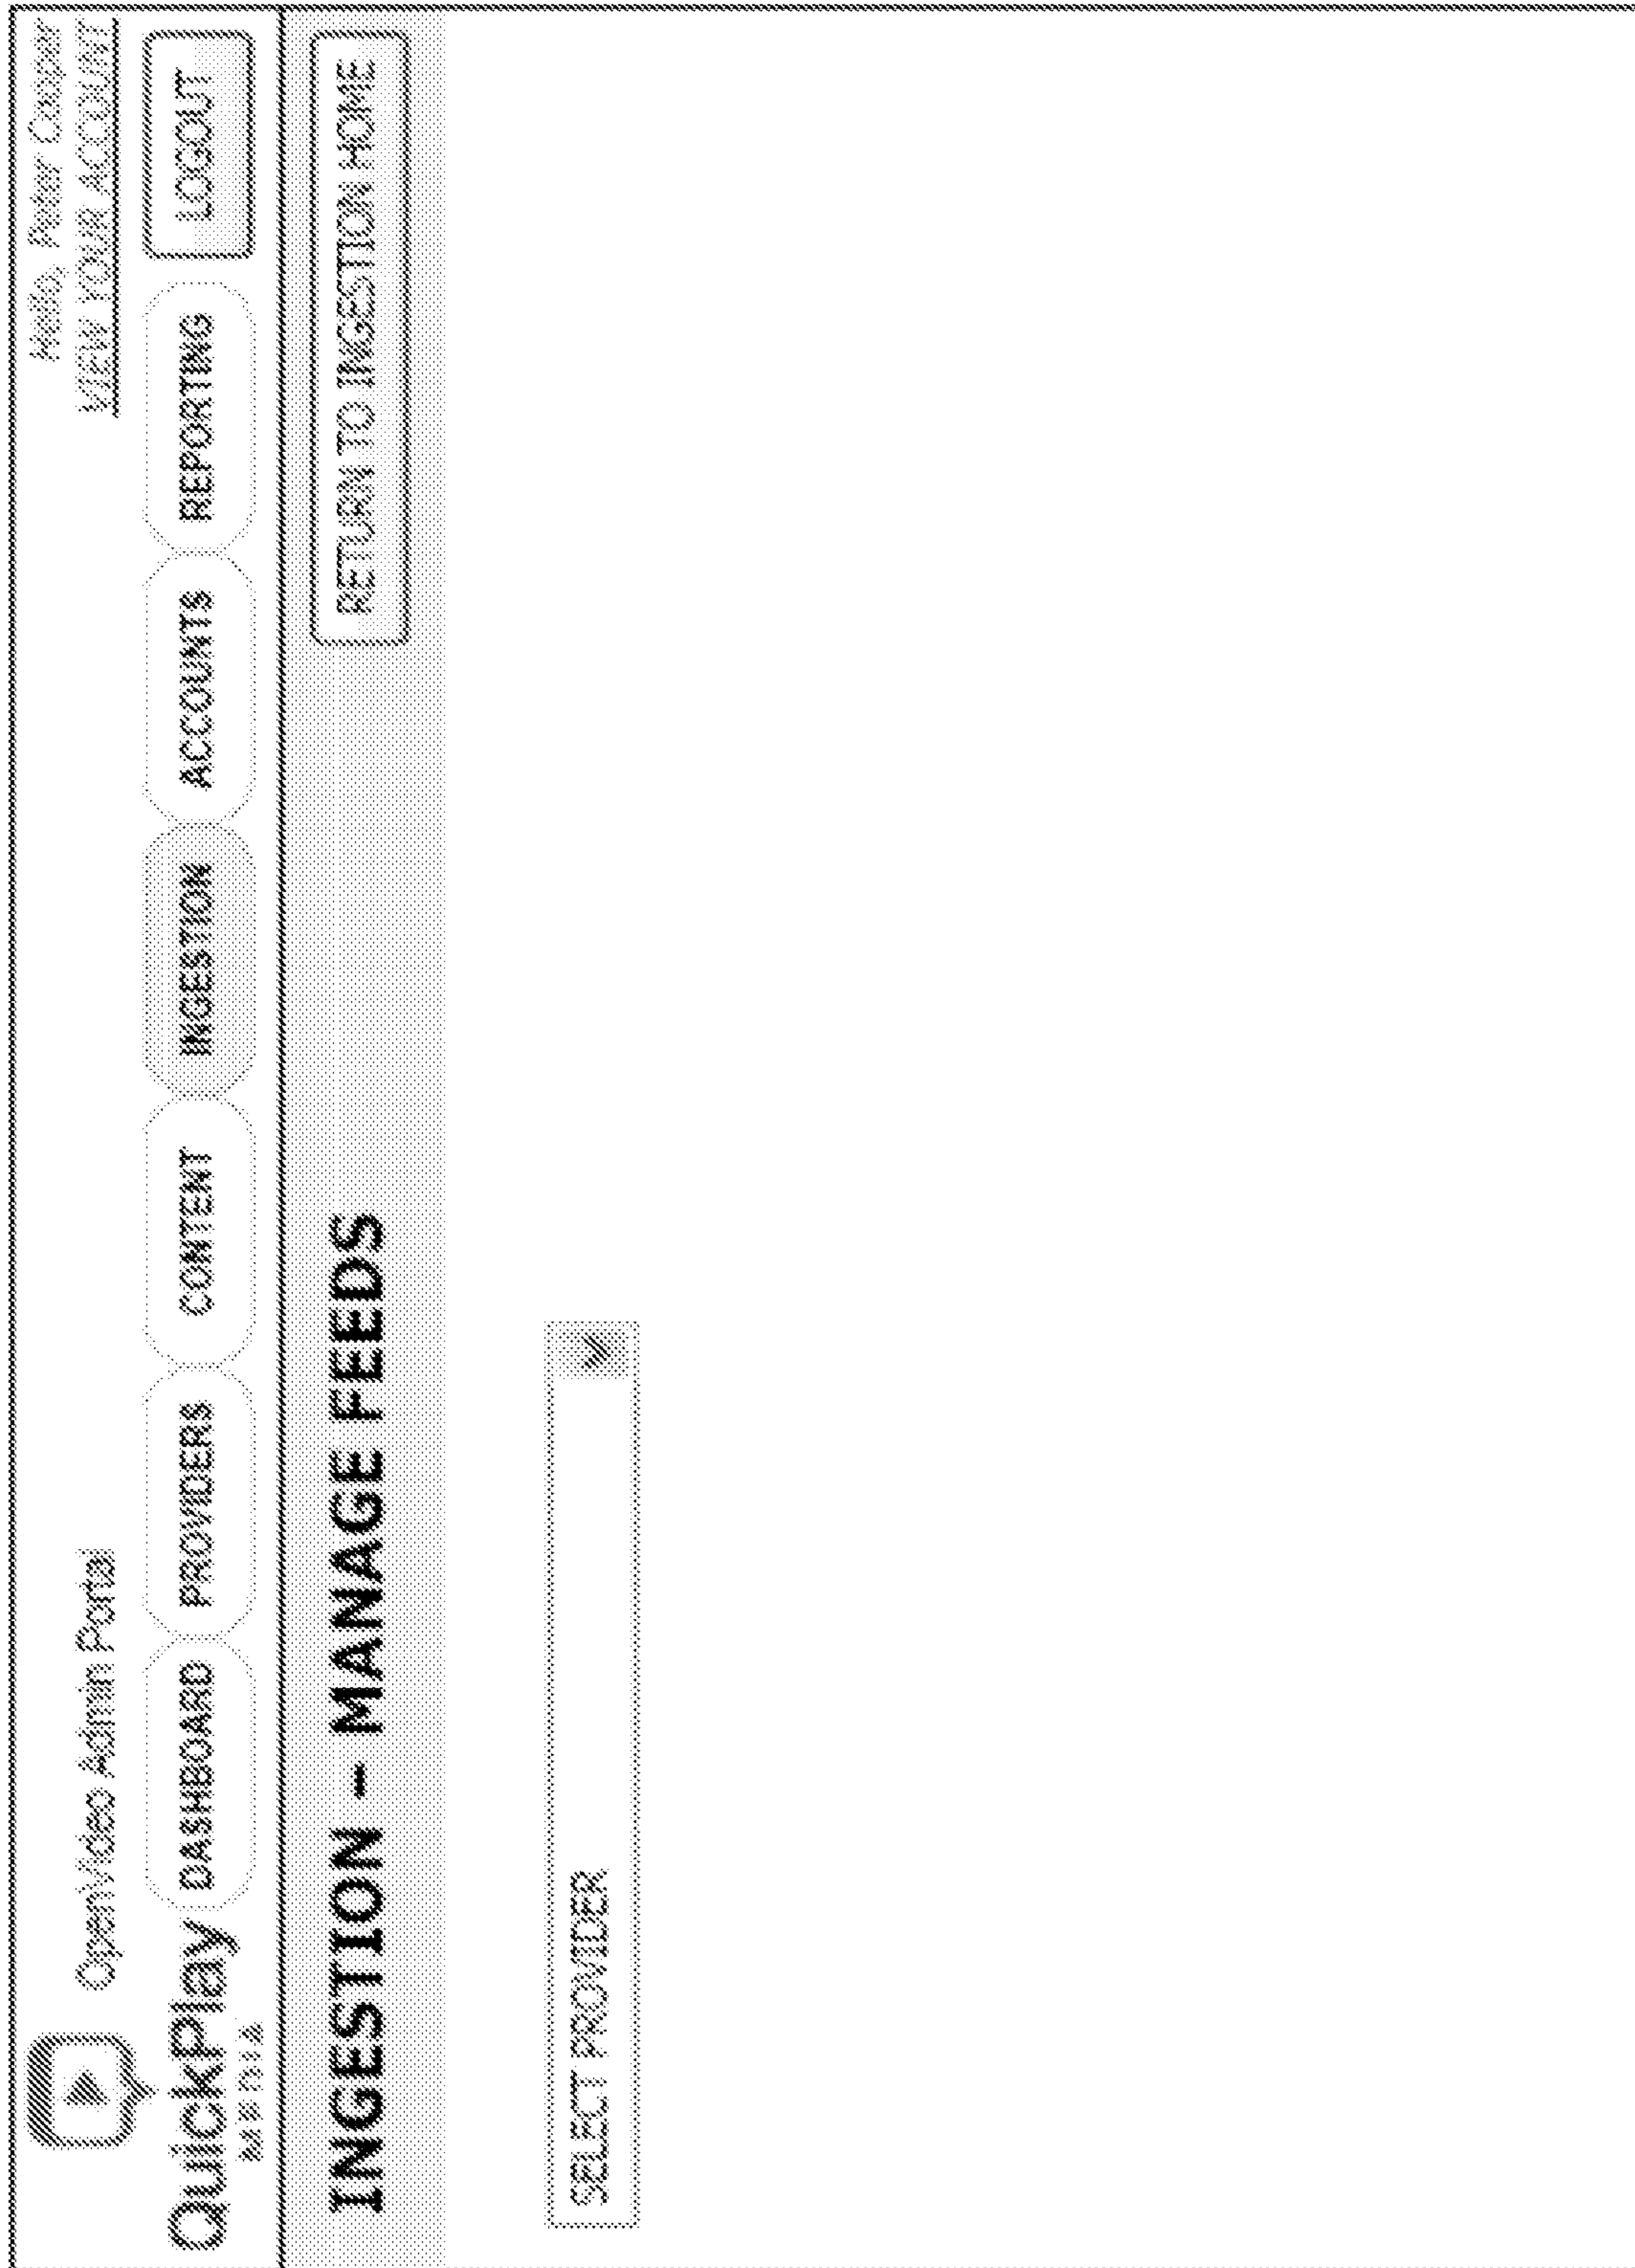 Hello, Peter Cooper
OpenVideo Admin Portal
VIEW YOUR ACCOUNT
QuickPlay
MEDIA
DASHBOARD
PROVIDERS
CONTENT
INGESTION
ACCOUNTS
REPORTING
LOGOUT
INGESTION - MANAGE FEEDS
RETURN TO INGESTION HOME
SELECT PROVIDER